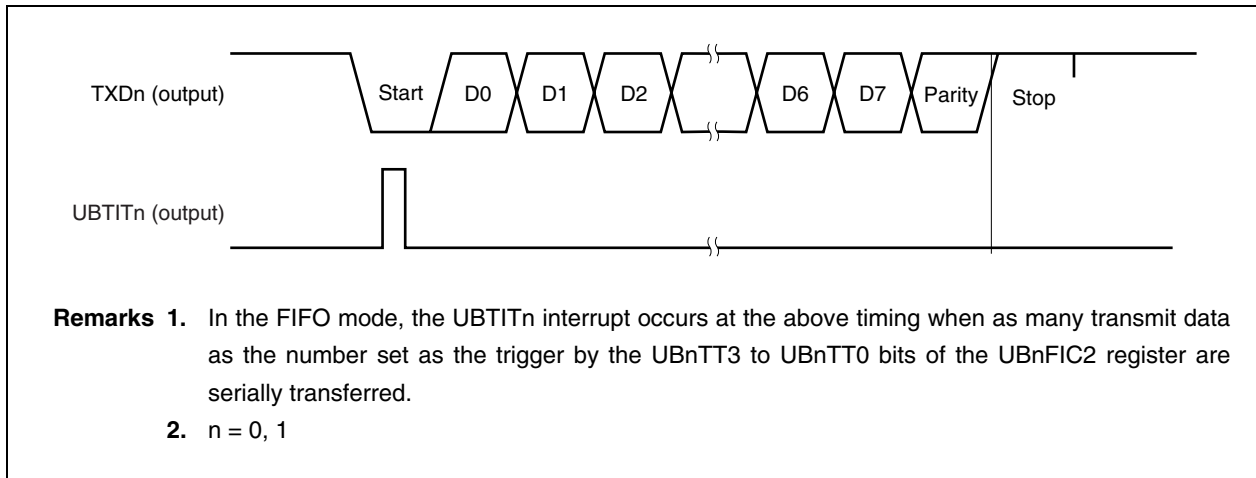 TXDn (output)
Start D0 D1 D2 D6 D7 Parity Stop
UBTITn (output)
Remarks 1. In the FIFO mode, the UBTITn interrupt occurs at the above timing when as many transmit data
as the number set as the trigger by the UBnTT3 to UBnTT0 bits of the UBnFIC2 register are
serially transferred.
2. n = 0, 1